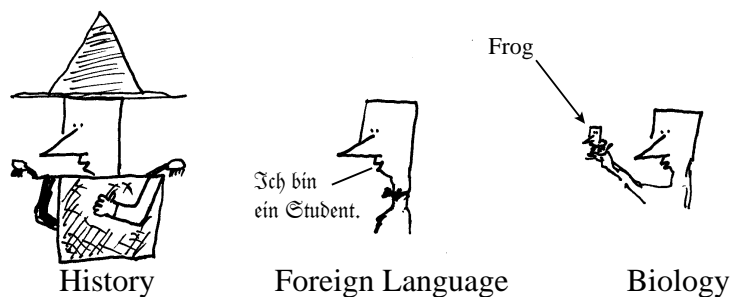 Frog
Ich bin
ein Student.
History
Foreign Language
Biology